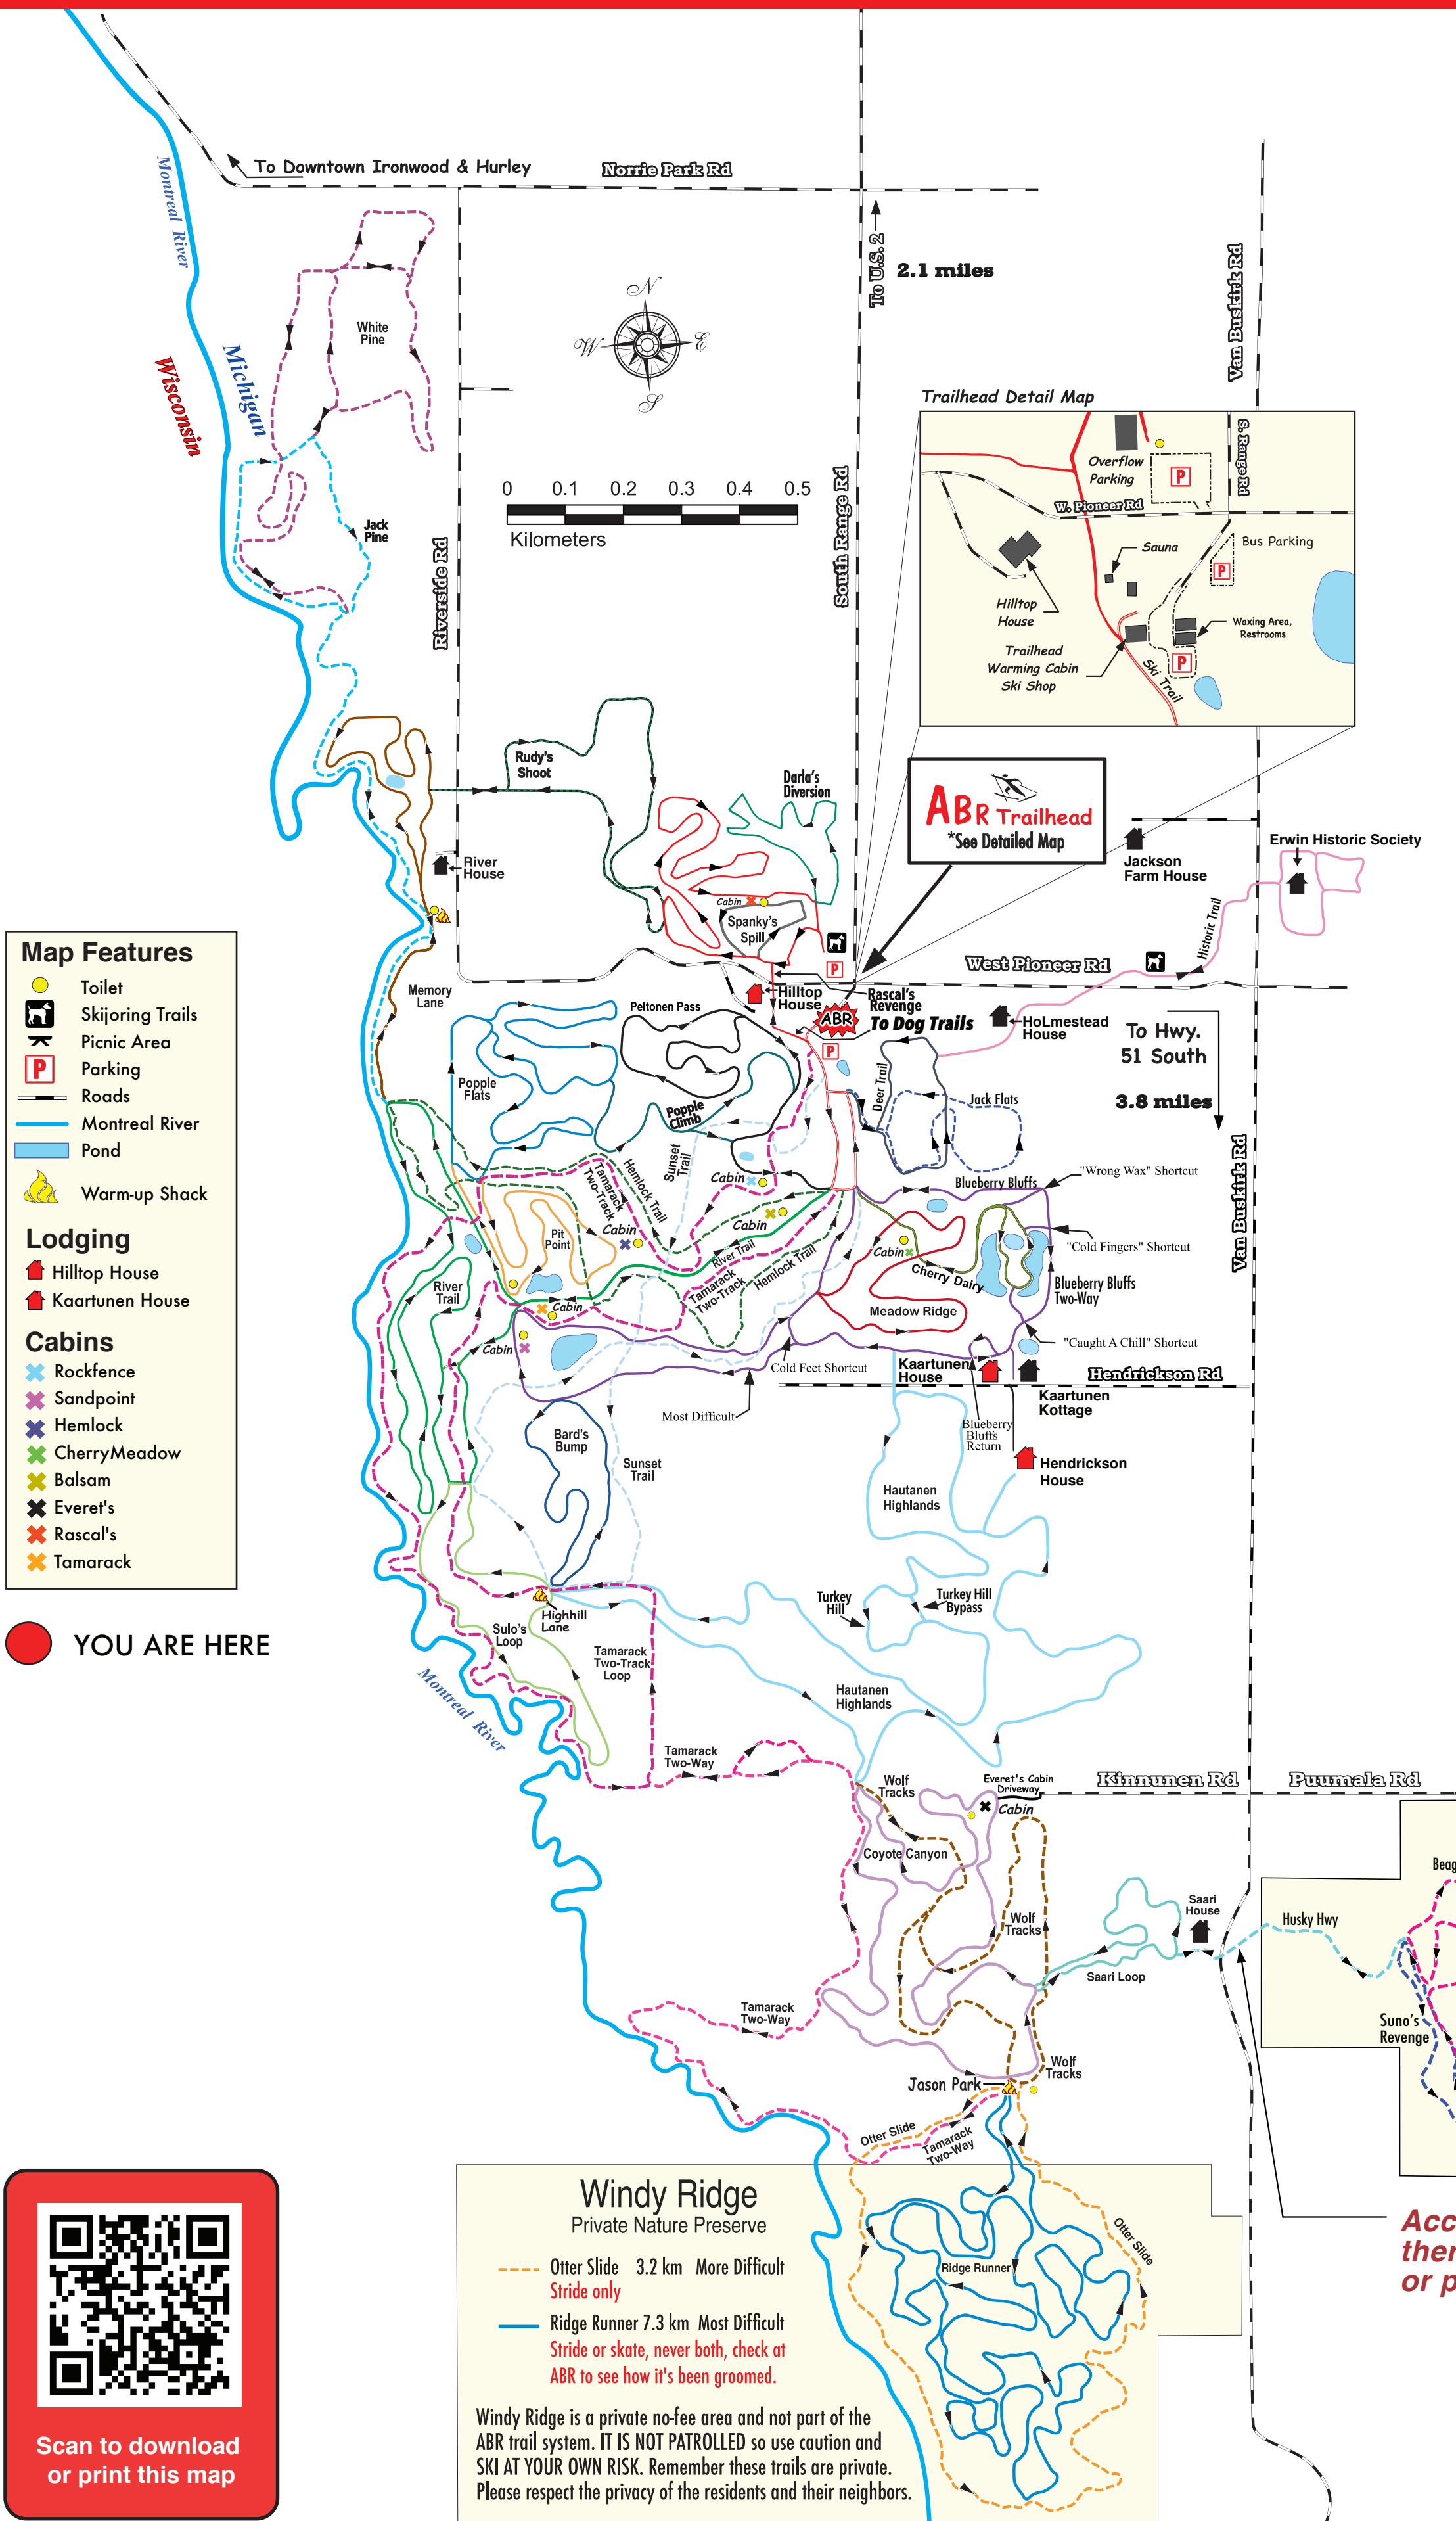 To Downtown Ironwood & Hurley
Norrie Park Rd
Montreal River
To U.S. 2
2.1 miles
Van Buskirk Rd
N
W
E
S
White
Pine
Wisconsin
Michigan
Trailhead Detail Map
Overflow
Parking
P
S. Range Rd
W. Pioneer Rd
Sauna
Bus Parking
P
Hilltop
House
Waxing Area,
Restrooms
Trailhead
Warming Cabin
Ski Shop
P
Ski Trail
0 0.1 0.2 0.3 0.4 0.5
Kilometers
Jack
Pine
Riverside Rd
South Range Rd
Rudy's
Shoot
Darla's
Diversion
ABR Trailhead
*See Detailed Map
Jackson
Farm House
Erwin Historic Society
River
House
Cabin
Spanky's
Spill
Historic Trail
P
West Pioneer Rd
Map Features
Toilet
Skijoring Trails
Picnic Area
P
Parking
Roads
Montreal River
Pond
Warm-up Shack
Lodging
Hilltop House
Kaartunen House
Cabins
Rockfence
Sandpoint
Hemlock
CherryMeadow
Balsam
Everet's
Rascal's
Tamarack
YOU ARE HERE
Memory
Lane
Hilltop
House
Rascal's
Revenge
ABR
To Dog Trails
HoLmestead
House
To Hwy.
51 South
3.8 miles
Peltonen Pass
P
Popple
Flats
Popple
Climb
Deer Trail
Jack Flats
Sunset
Trail
Hemlock Trail
Tamarack
Two-Track
Cabin
Blueberry Bluffs
"Wrong Wax" Shortcut
Van Buskirk Rd
Cabin
Cabin
Pit
Point
River Trail
Cabin
"Cold Fingers" Shortcut
Cherry Dairy
Blueberry Bluffs
Two-Way
River
Trail
Tamarack
Two-Track
Hemlock Trail
Cabin
Meadow Ridge
"Caught A Chill" Shortcut
Cabin
Cold Feet Shortcut
Kaartunen
House
Hendrickson Rd
Kaartunen
Kottage
Most Difficult
Blueberry
Bluffs
Return
Bard's
Bump
Sunset
Trail
Hendrickson
House
Hautanen
Highlands
Turkey
Hill
Turkey Hill
Bypass
Highhill
Lane
Sulo's
Loop
Tamarack
Two-Track
Loop
Montreal River
Hautanen
Highlands
Tamarack
Two-Way
Wolf
Tracks
Everet's Cabin
Driveway
Cabin
Kinnunen Rd
Puumala Rd
Coyote Canyon
Beag
Saari
House
Husky Hwy
Wolf
Tracks
Saari Loop
Suno's
Revenge
Tamarack
Two-Way
Wolf
Tracks
Jason Park
Otter Slide
Tamarack
Two-Way
Windy Ridge
Private Nature Preserve
Otter Slide 3.2 km More Difficult
Stride only
Ridge Runner 7.3 km Most Difficult
Stride or skate, never both, check at
ABR to see how it's been groomed.
Windy Ridge is a private no-fee area and not part of the
ABR trail system. IT IS NOT PATROLLED so use caution and
SKI AT YOUR OWN RISK. Remember these trails are private.
Please respect the privacy of the residents and their neighbors.
Ridge Runner
Otter Slide
Acc
ther
or p
Scan to download
or print this map